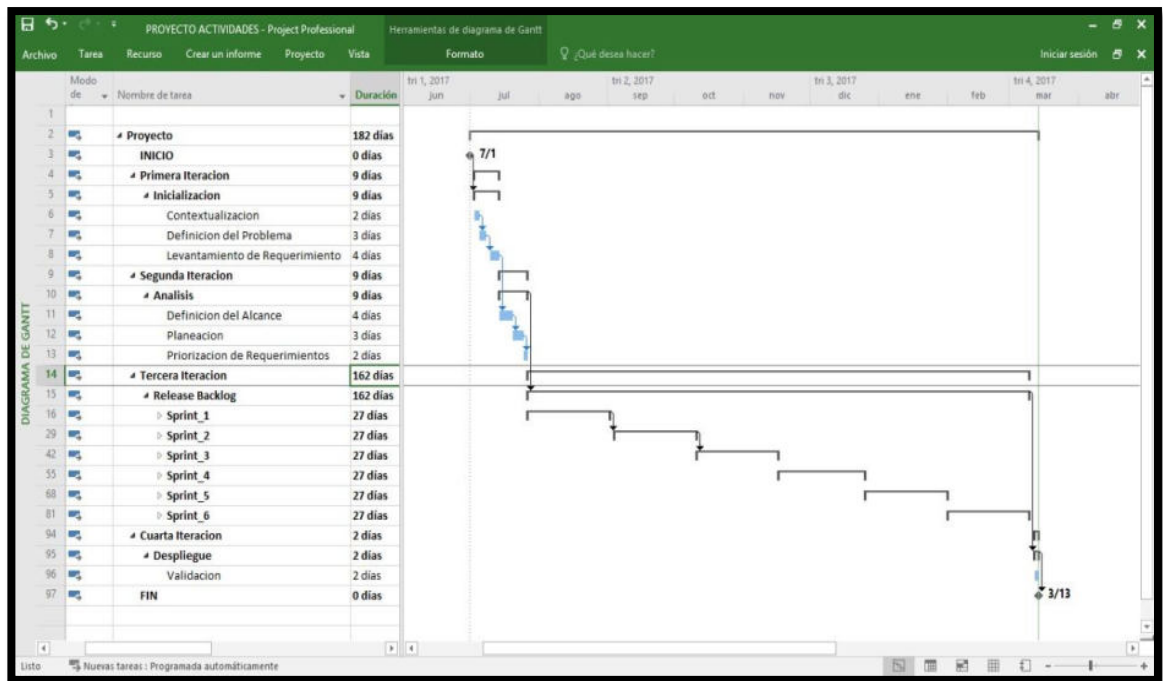 PROYECTO ACTIVIDADES - Project Professional
Herramientas de diagrama de Gantt
Archivo Tarea Recurso Crear un informe Proyecto Vista Formato ¿Qué desea hacer? Iniciar sesión
Modo de Nombre de tarea Duración
tri 1, 2017 tri 2, 2017 tri 3, 2017 tri 4, 2017
jun jul ago sep oct nov dic ene feb mar abr
1
2 Proyecto 182 días
3 INICIO 0 días 7/1
4 Primera Iteracion 9 días
5 Inicializacion 9 días
6 Contextualizacion 2 días
7 Definicion del Problema 3 días
8 Levantamiento de Requerimiento 4 días
9 Segunda Iteracion 9 días
10 Analisis 9 días
11 Definicion del Alcance 4 días
12 Planeacion 3 días
13 Priorizacion de Requerimientos 2 días
14 Tercera Iteracion 162 días
15 Release Backlog 162 días
16 Sprint_1 27 días
29 Sprint_2 27 días
42 Sprint_3 27 días
55 Sprint_4 27 días
68 Sprint_5 27 días
81 Sprint_6 27 días
94 Cuarta Iteracion 2 días
95 Despliegue 2 días
96 Validacion 2 días
97 FIN 0 días 3/13
DIAGRAMA DE GANTT
Listo Nuevas tareas : Programada automáticamente